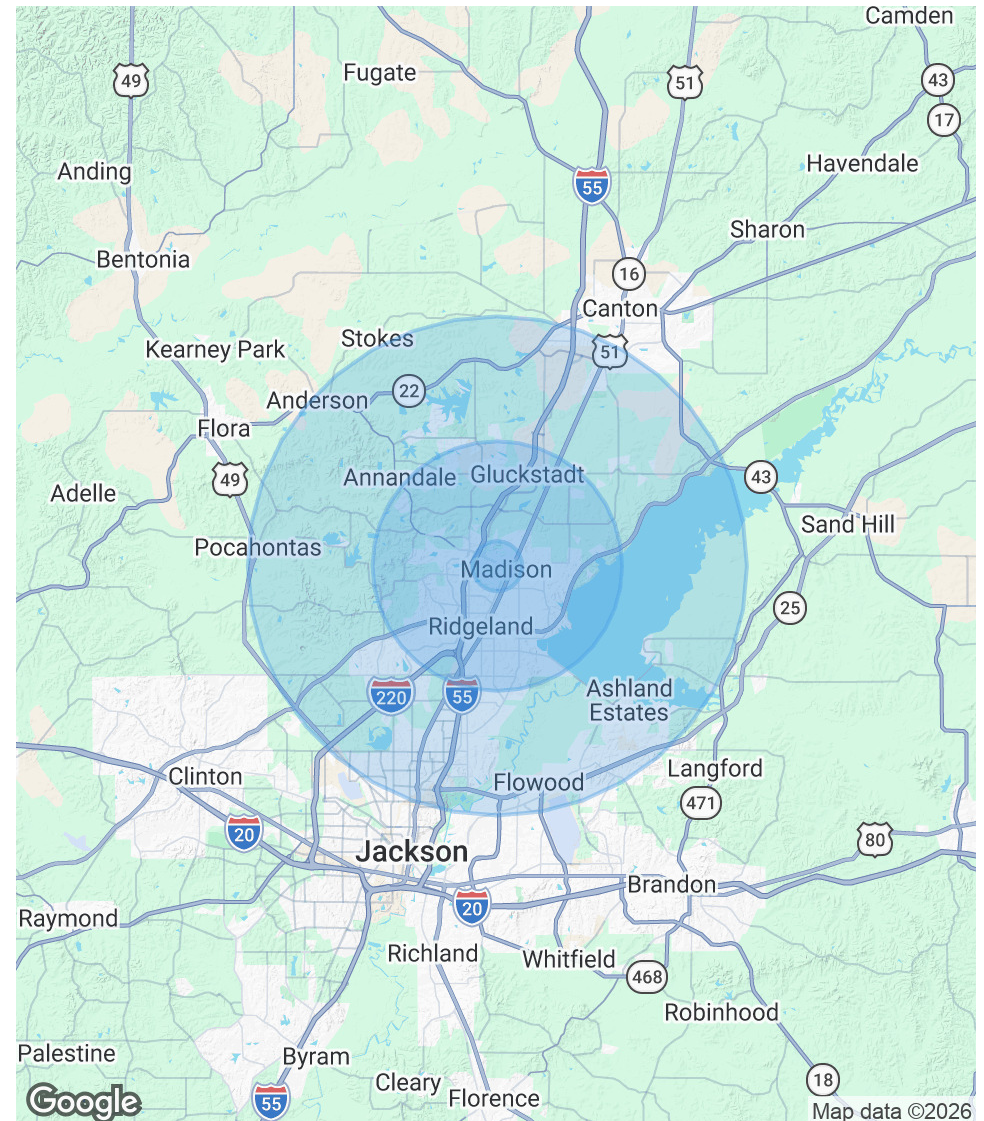 Camden
Fugate
49
51
43
17
Anding
Havendale
55
Sharon
Bentonia
16
Canton
Stokes
Kearney Park
51
22
Anderson
Flora
Annandale
Gluckstadt
49
43
Adelle
Sand Hill
Pocahontas
Madison
25
Ridgeland
220
55
Ashland
Estates
Clinton
Flowood
Langford
471
20
80
Jackson
Brandon
20
Raymond
Richland
Whitfield
468
Robinhood
Palestine
Byram
Cleary
18
Florence
55
Google
Map data ©2026